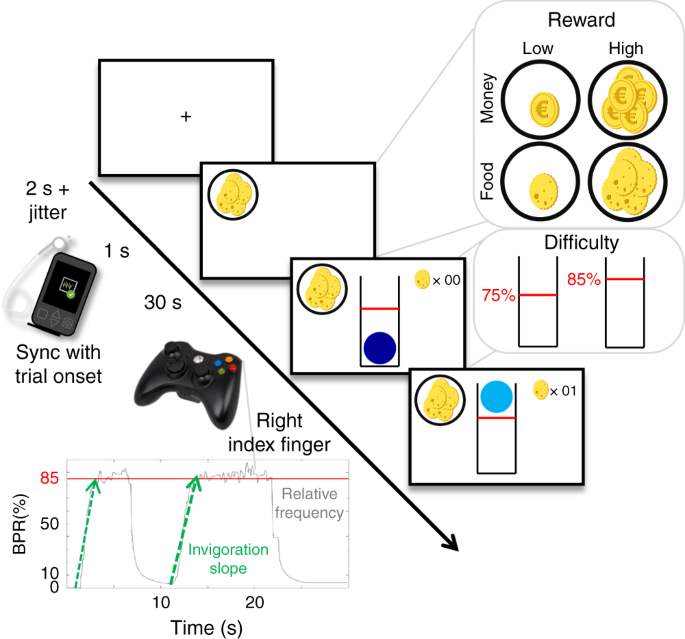 Reward
Low High
Money
€ €
Food
+
2 s +
jitter
1 s
30 s
Sync with
trial onset
× 00
Difficulty
75% 85%
× 01
Right
index finger
BPR(%)
85
50
10
0
Relative
frequency
Invigoration
slope
10 20
Time (s)